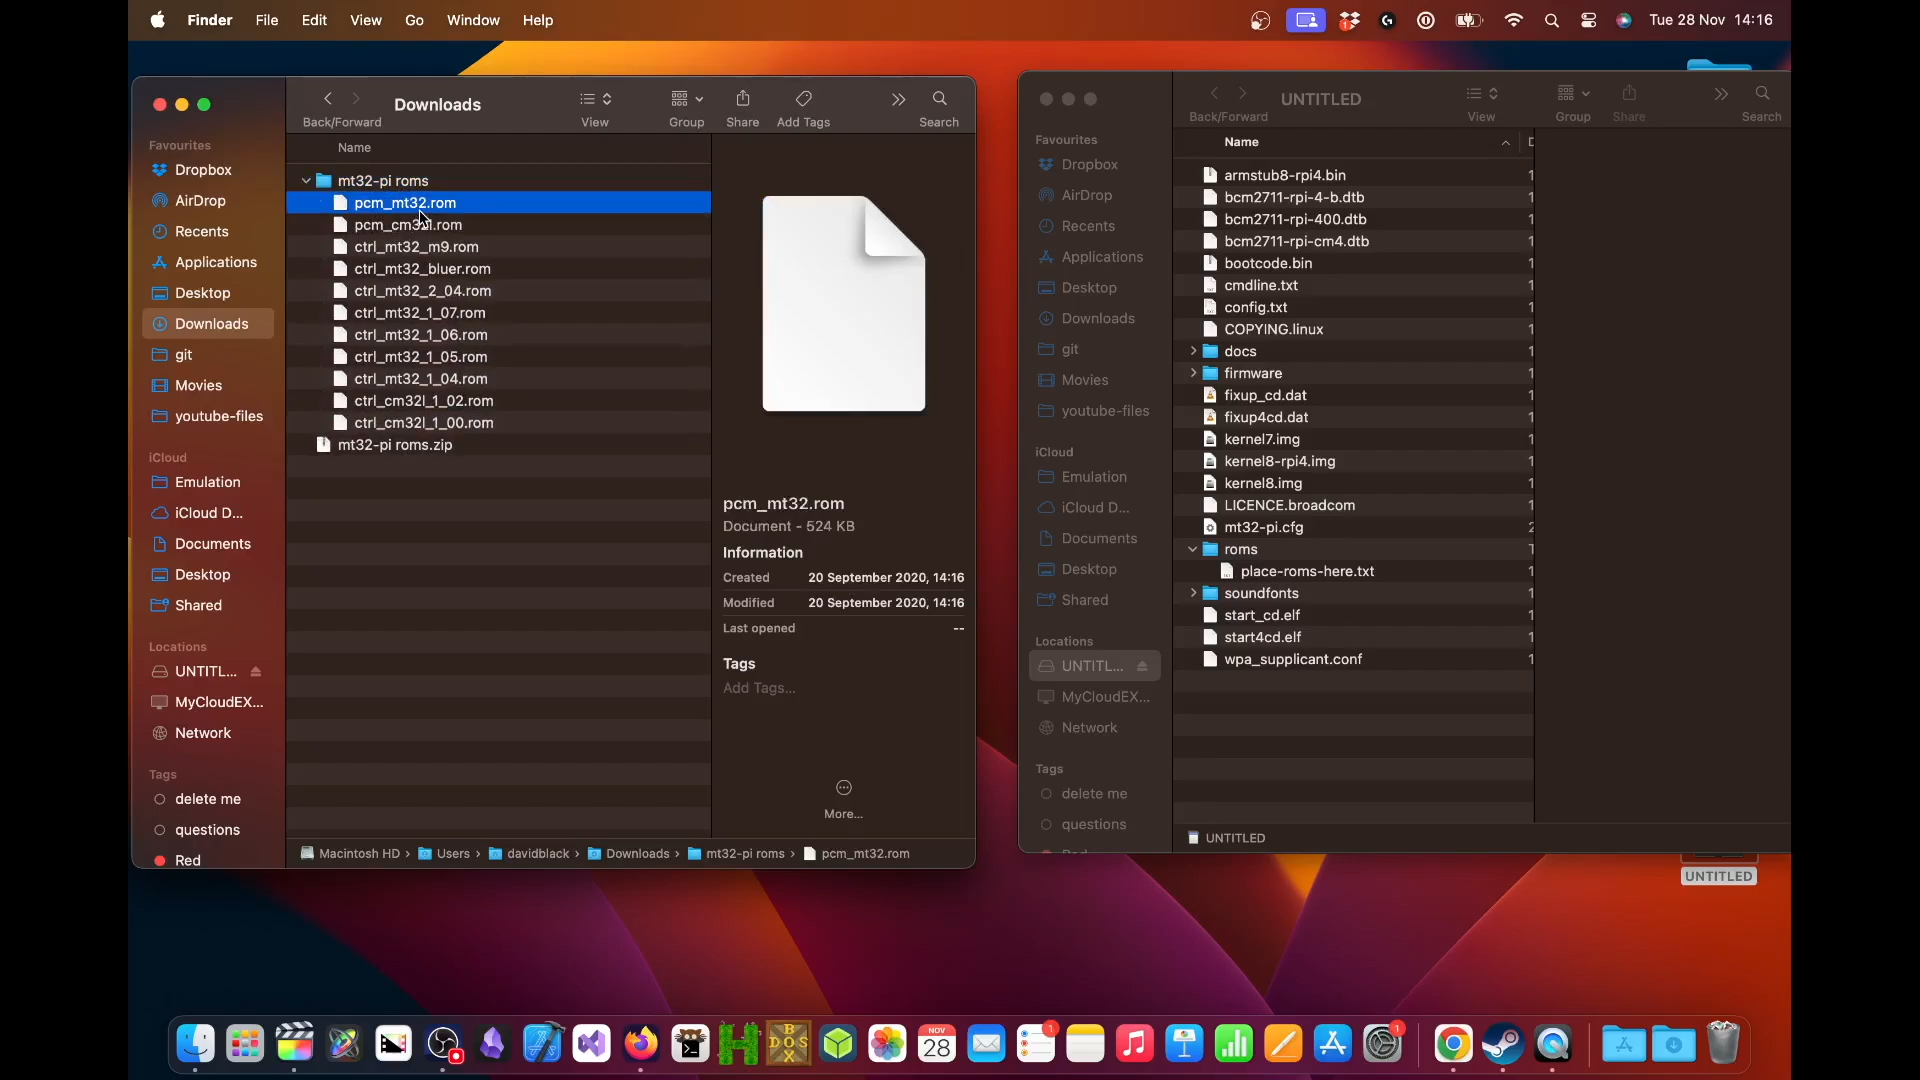 Finder File Edit View Go Window Help
Tue 28 Nov 14:16
Downloads
Back/Forward
View
Group
Share
Add Tags
Search
Favourites
Dropbox
AirDrop
Recents
Applications
Desktop
Downloads
git
Movies
youtube-files
iCloud
Emulation
iCloud D...
Documents
Desktop
Shared
Locations
UNTITL...
MyCloudEX...
Network
Tags
delete me
questions
Red
Name
mt32-pi roms
pcm_mt32.rom
ctrl_mt32_m9.rom
ctrl_mt32_bluer.rom
ctrl_mt32_2_04.rom
ctrl_mt32_1_07.rom
ctrl_mt32_1_06.rom
ctrl_mt32_1_05.rom
ctrl_mt32_1_04.rom
ctrl_cm32l_1_02.rom
ctrl_cm32l_1_00.rom
mt32-pi roms.zip
pcm_mt32.rom
Document - 524 KB
Information
Created 20 September 2020, 14:16
Modified 20 September 2020, 14:16
Last opened --
Tags
Add Tags...
More...
Macintosh HD › Users › davidblack › Downloads › mt32-pi roms › pcm_mt32.rom
UNTITLED
Back/Forward
View
Group
Share
Search
Favourites
Dropbox
AirDrop
Recents
Applications
Desktop
Downloads
git
Movies
youtube-files
iCloud
Emulation
iCloud D...
Documents
Desktop
Shared
Locations
UNTITL...
MyCloudEX...
Network
Tags
delete me
questions
Name
armstub8-rpi4.bin
bcm2711-rpi-4-b.dtb
bcm2711-rpi-400.dtb
bcm2711-rpi-cm4.dtb
bootcode.bin
cmdline.txt
config.txt
COPYING.linux
docs
firmware
fixup_cd.dat
fixup4cd.dat
kernel7.img
kernel8-rpi4.img
kernel8.img
LICENCE.broadcom
mt32-pi.cfg
roms
place-roms-here.txt
soundfonts
start_cd.elf
start4cd.elf
wpa_supplicant.conf
UNTITLED
UNTITLED
NOV
28
DOS
1
1